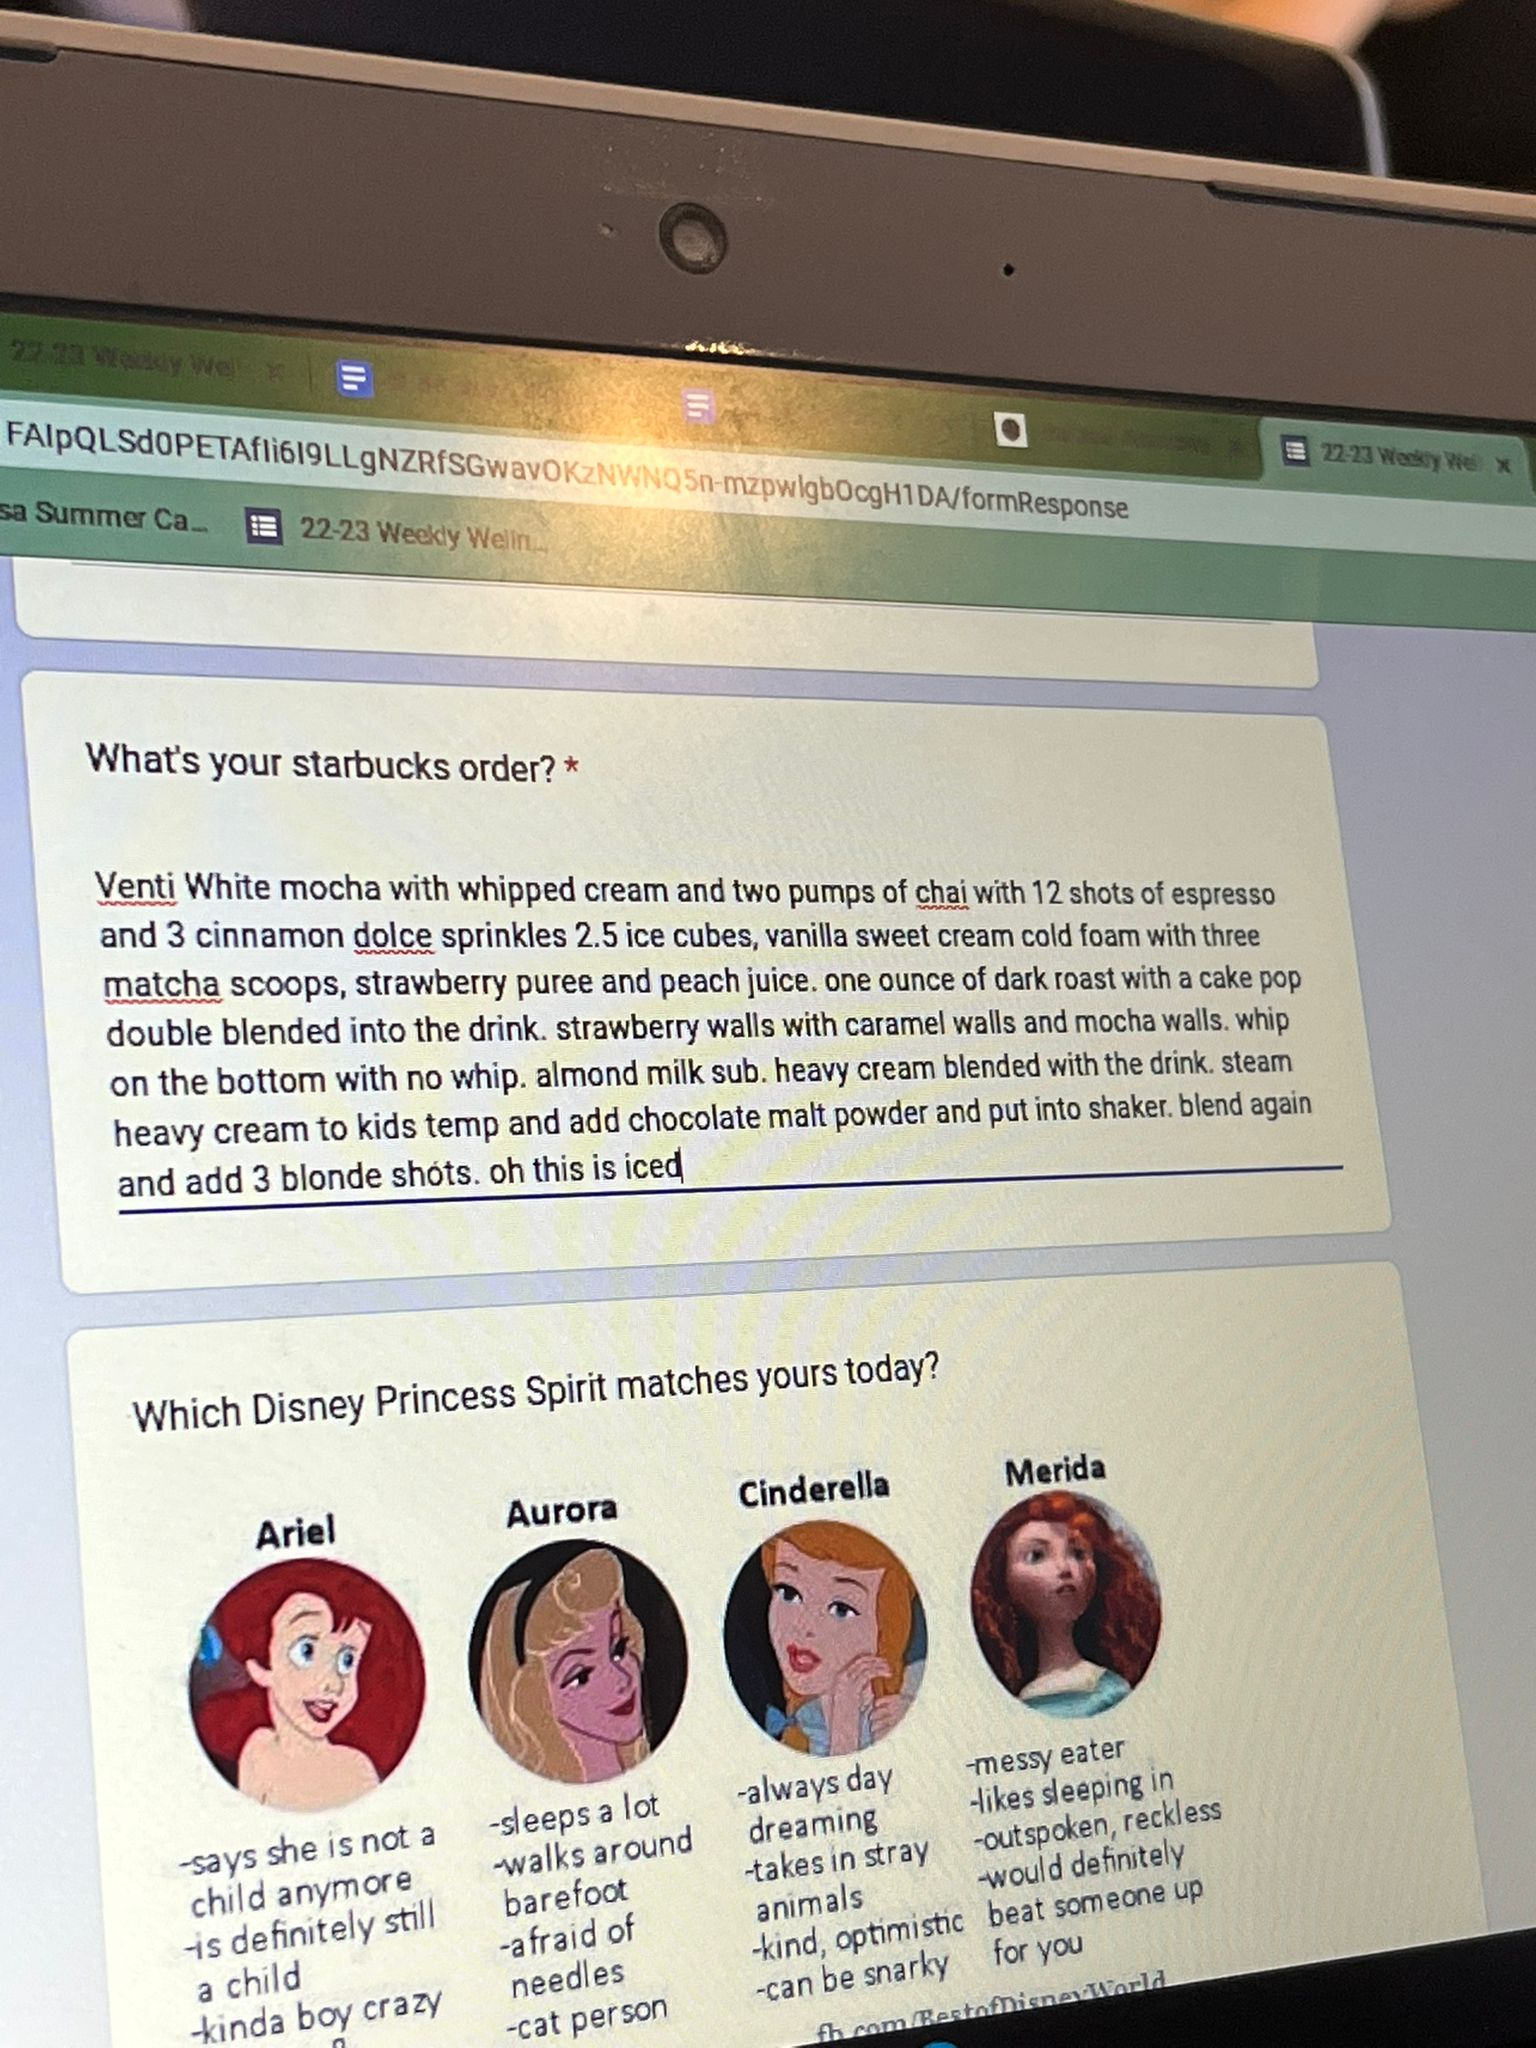 22-23 Weekly Wel
22-23 Weekly Wel
FAIpQLSd0PETAfli6I9LLgNZRfSGwavOKzNWNQ5n-mzpwlgbOcgH1DA/formResponse
sa Summer Ca...
22-23 Weekly Welln...
What's your starbucks order? *
Venti White mocha with whipped cream and two pumps of chai with 12 shots of espresso
and 3 cinnamon dolce sprinkles 2.5 ice cubes, vanilla sweet cream cold foam with three
matcha scoops, strawberry puree and peach juice. one ounce of dark roast with a cake pop
double blended into the drink. strawberry walls with caramel walls and mocha walls. whip
on the bottom with no whip. almond milk sub. heavy cream blended with the drink. steam
heavy cream to kids temp and add chocolate malt powder and put into shaker. blend again
and add 3 blonde shots. oh this is iced
Which Disney Princess Spirit matches yours today?
Ariel
-says she is not a
child anymore
-is definitely still
a child
-kinda boy crazy
Aurora
-sleeps a lot
-walks around
barefoot
-afraid of
needles
-cat person
Cinderella
-always day
dreaming
-takes in stray
animals
-kind, optimistic
-can be snarky
Merida
-messy eater
-likes sleeping in
-outspoken, reckless
-would definitely
beat someone up
for you
fb.com/BestofDisneyWorld